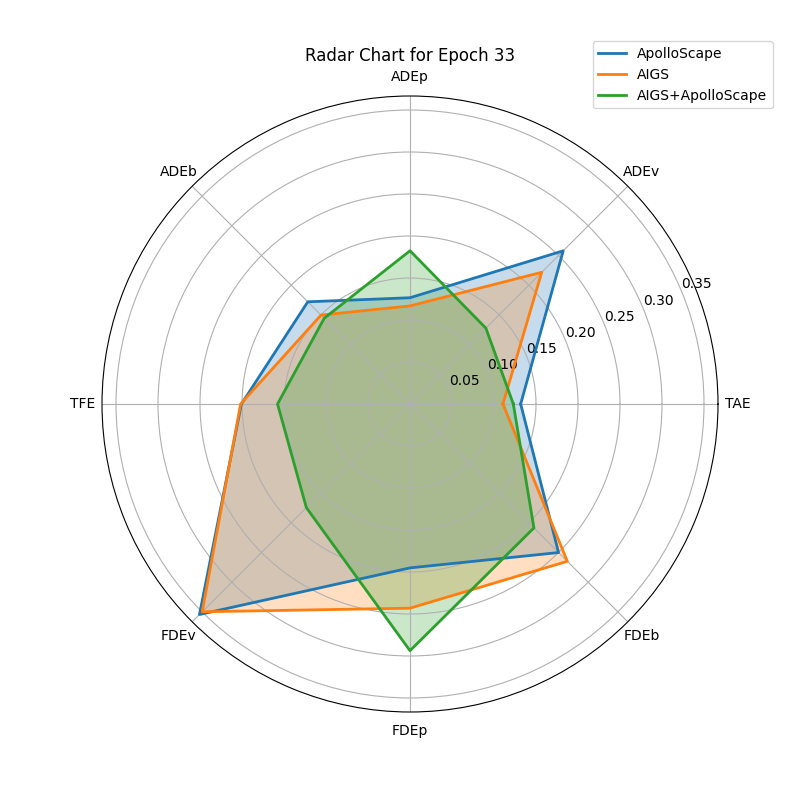 Radar Chart for Epoch 33
ApolloScape
AIGS
AIGS+ApolloScape
ADEp
ADEb
ADEv
0.35
0.30
0.25
0.20
0.15
0.10
0.05
TFE
TAE
FDEv
FDEb
FDEp